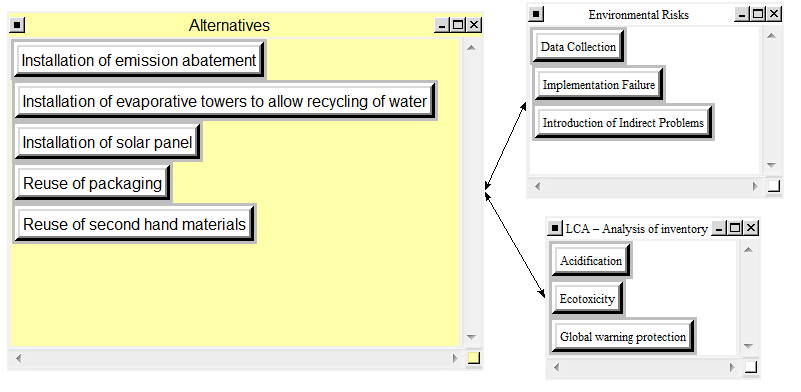 Alternatives
Installation of emission abatement
Installation of evaporative towers to allow recycling of water
Installation of solar panel
Reuse of packaging
Reuse of second hand materials
Environmental Risks
Data Collection
Implementation Failure
Introduction of Indirect Problems
LCA – Analysis of inventory
Acidification
Ecotoxicity
Global warning protection